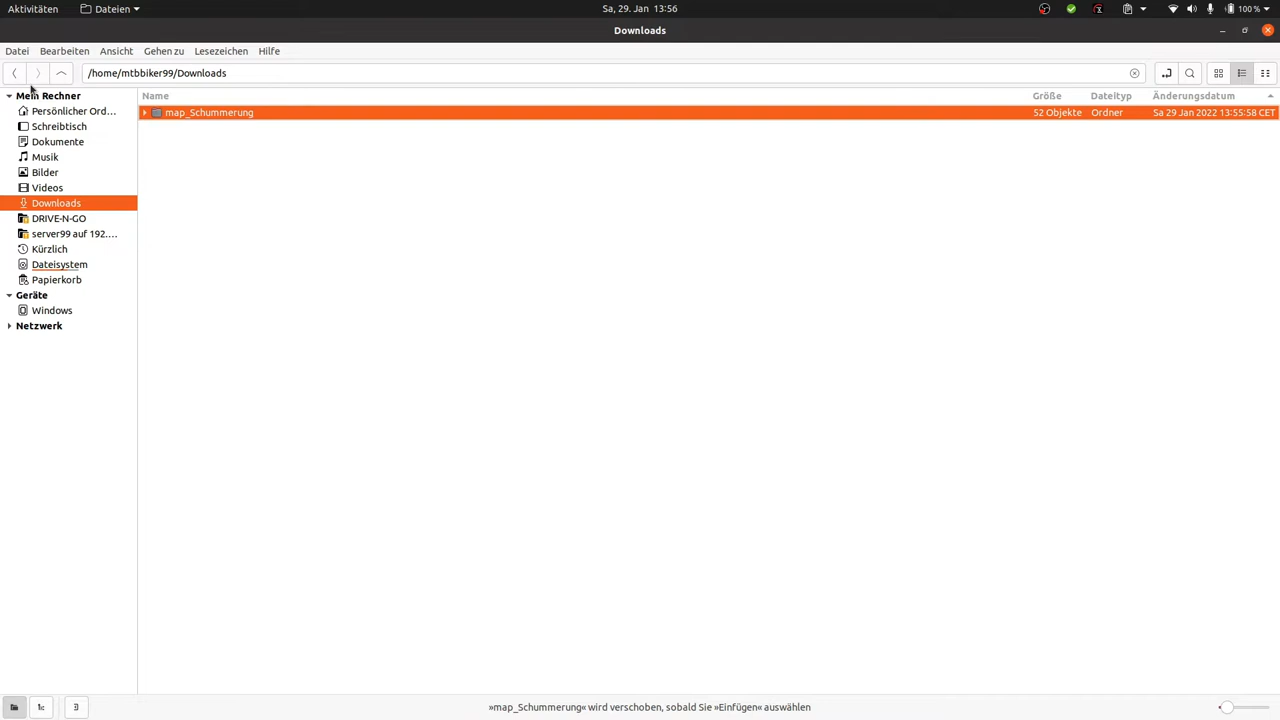 Aktivitäten Dateien Sa, 29. Jan 13:56 100 %
Downloads
Datei Bearbeiten Ansicht Gehen zu Lesezeichen Hilfe
/home/mtbbiker99/Downloads
Mein Rechner
Persönlicher Ord...
Schreibtisch
Dokumente
Musik
Bilder
Videos
Downloads
DRIVE-N-GO
server99 auf 192....
Kürzlich
Dateisystem
Papierkorb
Geräte
Windows
Netzwerk
Name Größe Dateityp Änderungsdatum
map_Schummerung 52 Objekte Ordner Sa 29 Jan 2022 13:55:58 CET
»map_Schummerung« wird verschoben, sobald Sie »Einfügen« auswählen